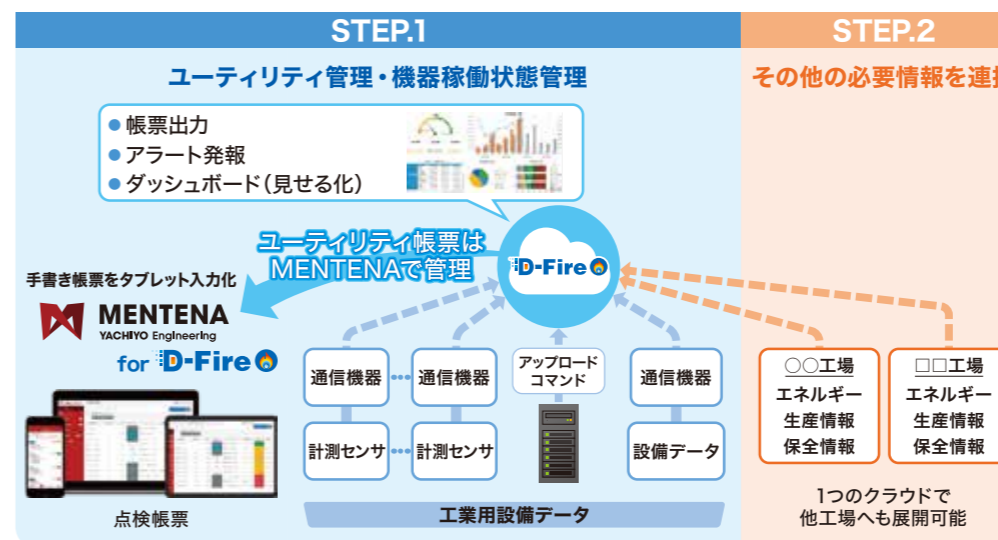 STEP.1
ユーティリティ管理・機器稼働状態管理
●帳票出力
●アラート発報
●ダッシュボード（見せる化）
ユーティリティ帳票は
MENTENAで管理
D-Fire
手書き帳票をタブレット入力化
MENTENA
YACHIYO Engineering
for D-Fire
点検帳票
通信機器
通信機器
アップロード
コマンド
通信機器
計測センサ
計測センサ
設備データ
工業用設備データ
STEP.2
その他の必要情報を連
○○工場
エネルギー
生産情報
保全情報
□□工場
エネルギー
生産情報
保全情報
1つのクラウドで
他工場へも展開可能